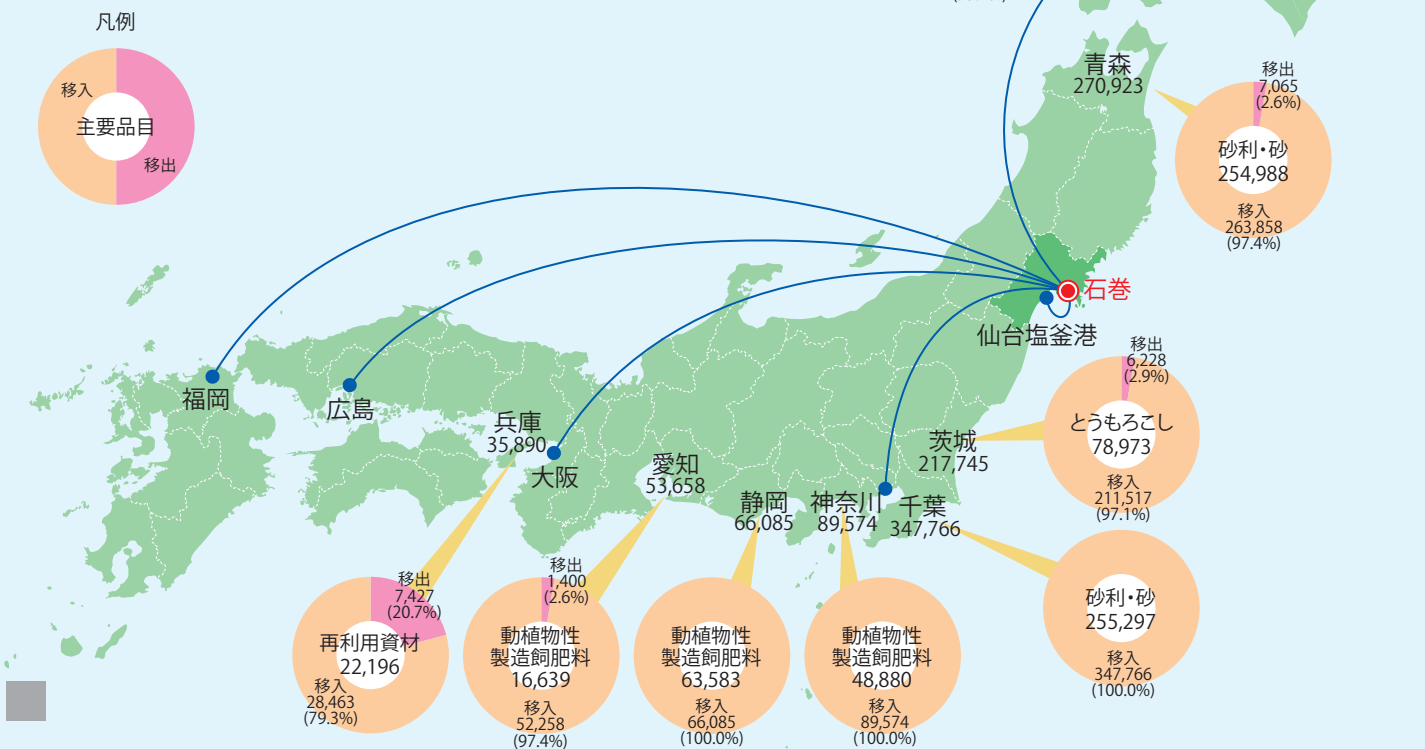 凡例
移入
主要品目
移出
青森
270,923
移出
7,065
(2.6%)
砂利・砂
254,988
移入
263,858
(97.4%)
石巻
仙台塩釜港
福岡
広島
兵庫
35,890
大阪
愛知
53,658
静岡
66,085
神奈川
89,574
千葉
347,766
茨城
217,745
移出
6,228
(2.9%)
とうもろこし
78,973
移入
211,517
(97.1%)
砂利・砂
255,297
移入
347,766
(100.0%)
移出
7,427
(20.7%)
再利用資材
22,196
移入
28,463
(79.3%)
移出
1,400
(2.6%)
動植物性
製造飼肥料
16,639
移入
52,258
(97.4%)
動植物性
製造飼肥料
63,583
移入
66,085
(100.0%)
動植物性
製造飼肥料
48,880
移入
89,574
(100.0%)